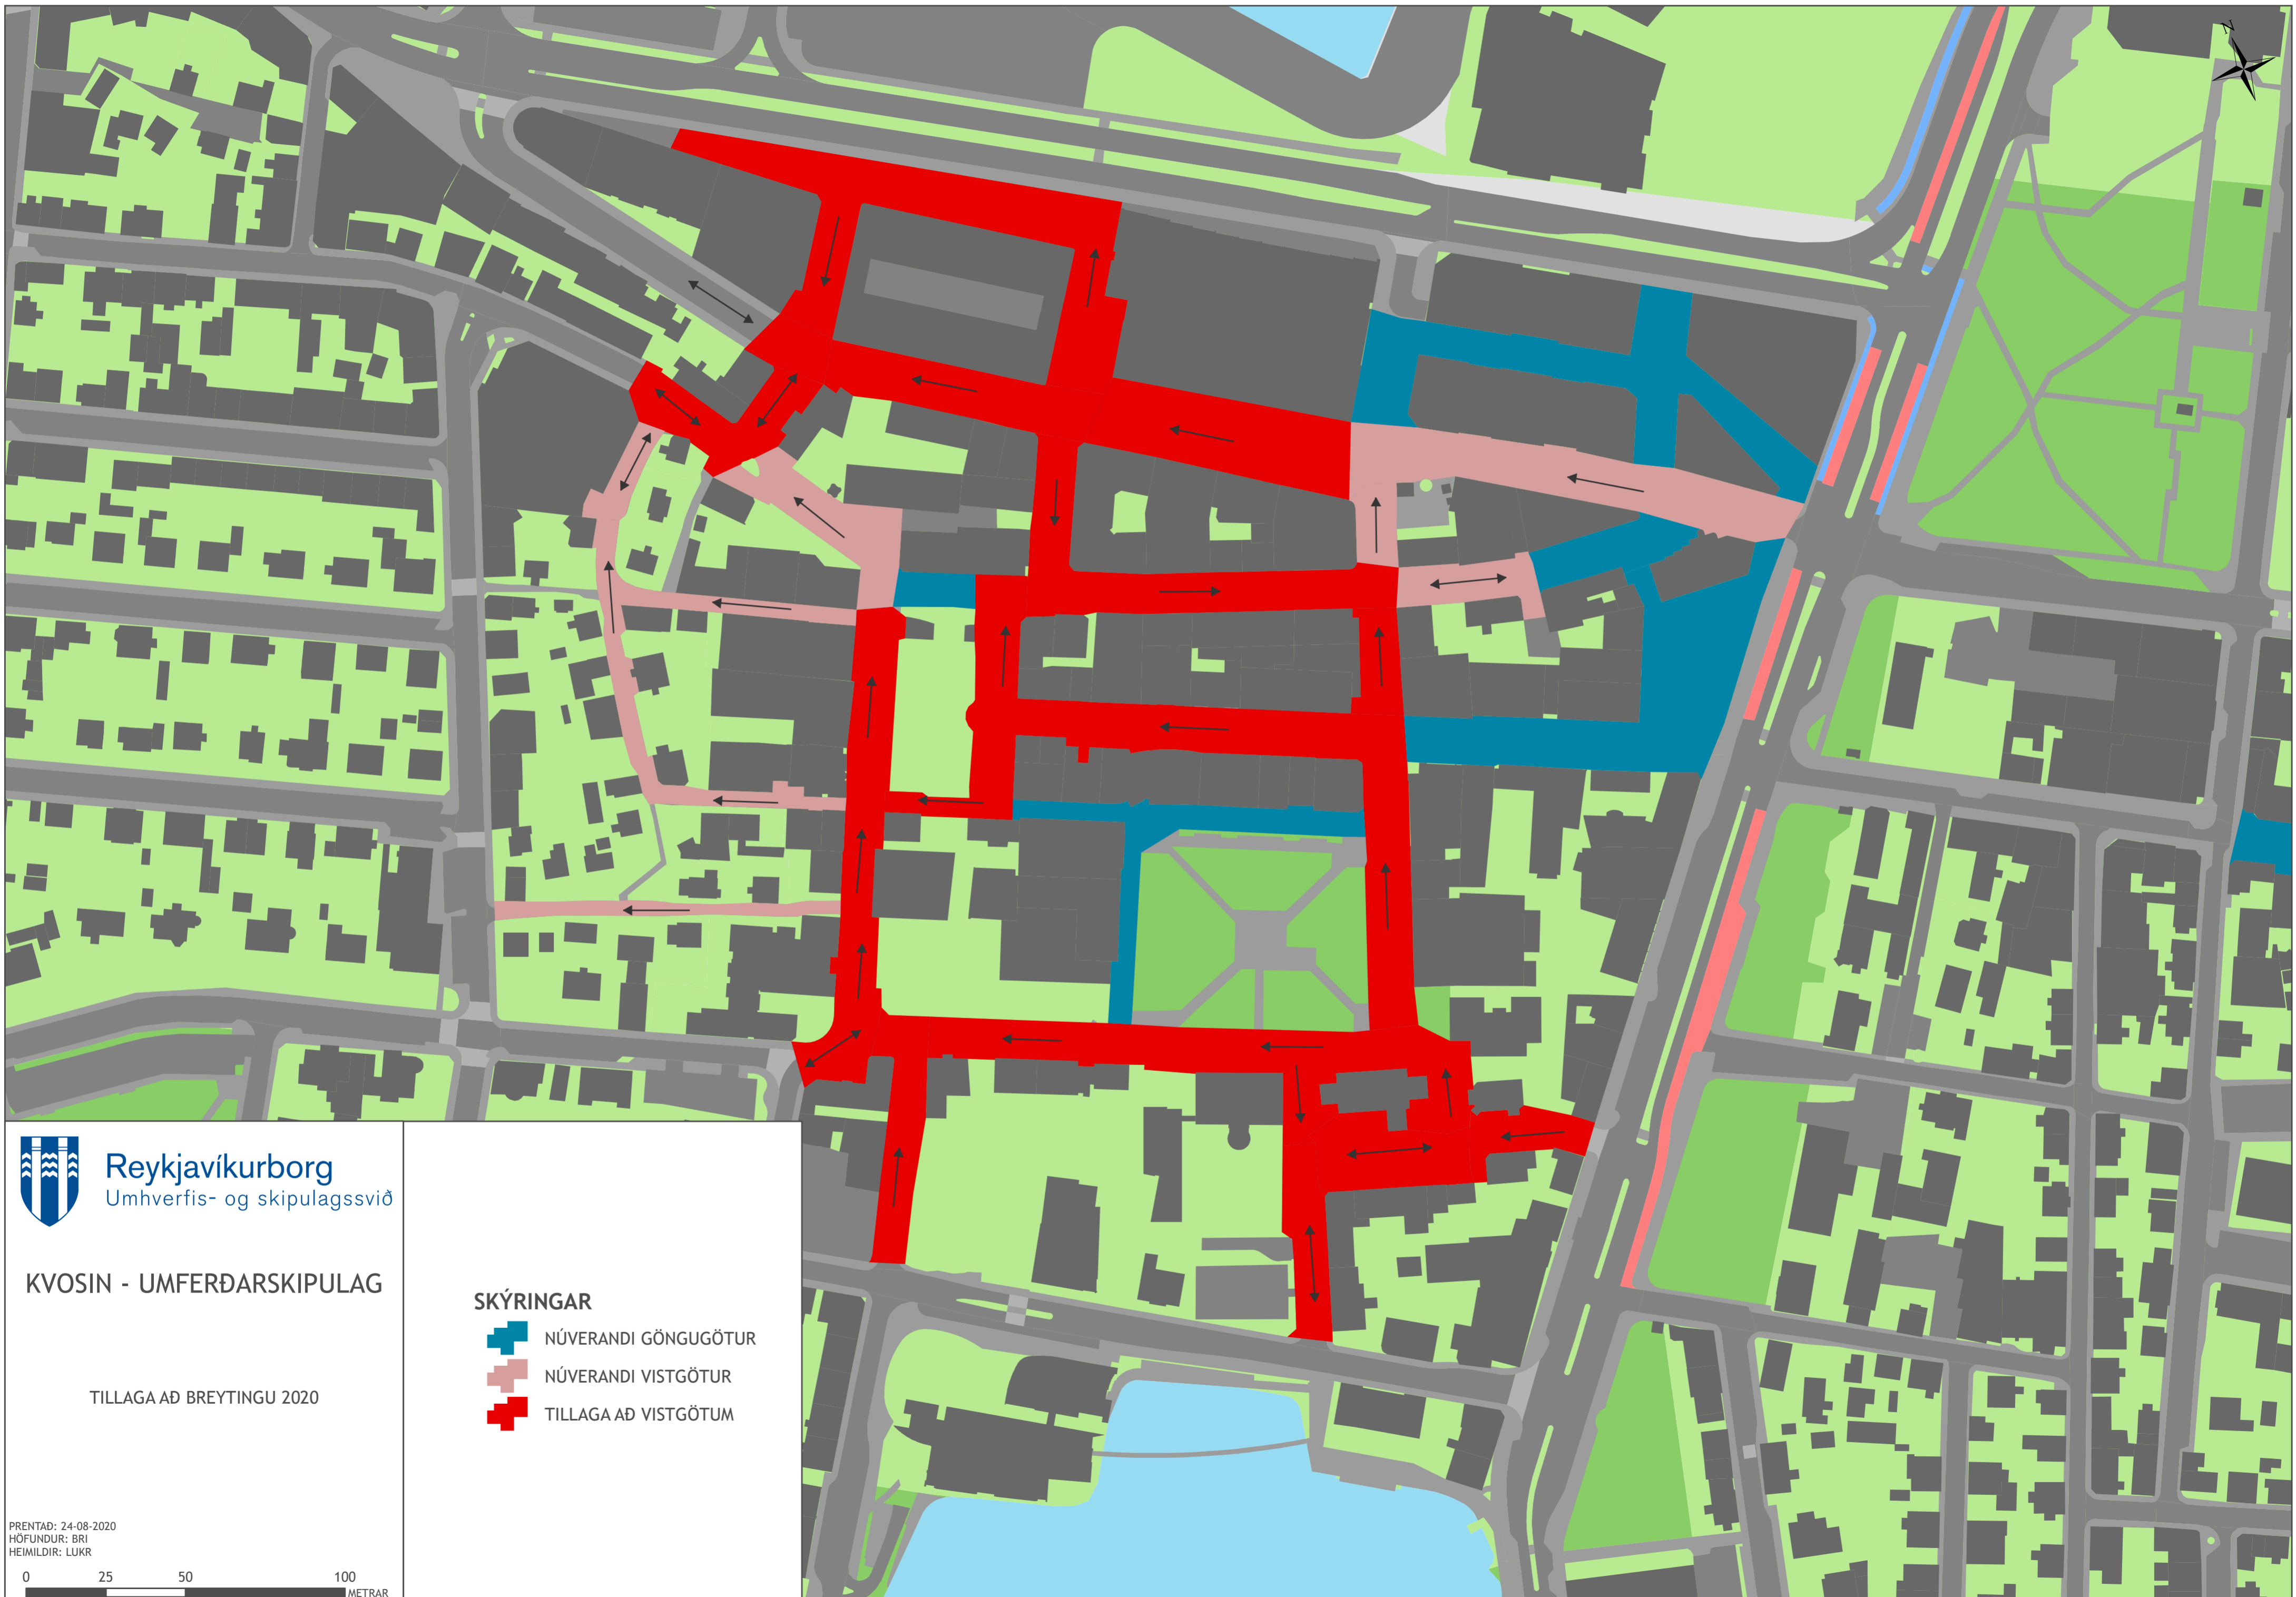 N
Reykjavíkurborg
Umhverfis- og skipulagssvið
KVOSIN - UMFERÐARSKIPULAG
TILLAGA AÐ BREYTINGU 2020
PRENTAÐ: 24-08-2020
HÖFUNDUR: BRI
HEIMILDIR: LUKR
0 25 50 100
METRAR
SKÝRINGAR
NÚVERANDI GÖNGUGÖTUR
NÚVERANDI VISTGÖTUR
TILLAGA AÐ VISTGÖTUM